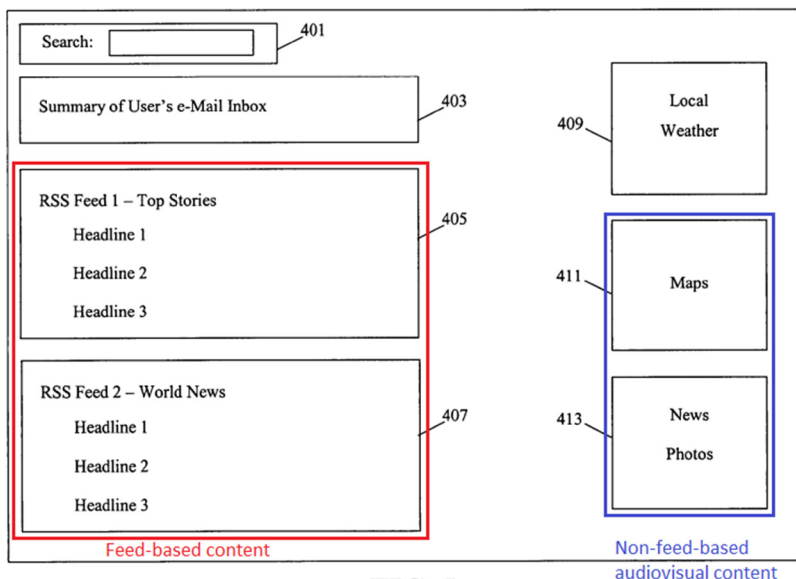 Search:
401
Summary of User's e-Mail Inbox
403
RSS Feed 1 – Top Stories
Headline 1
Headline 2
Headline 3
405
RSS Feed 2 – World News
Headline 1
Headline 2
Headline 3
407
Feed-based content
409
Local
Weather
411
Maps
413
News
Photos
Non-feed-based
audiovisual content